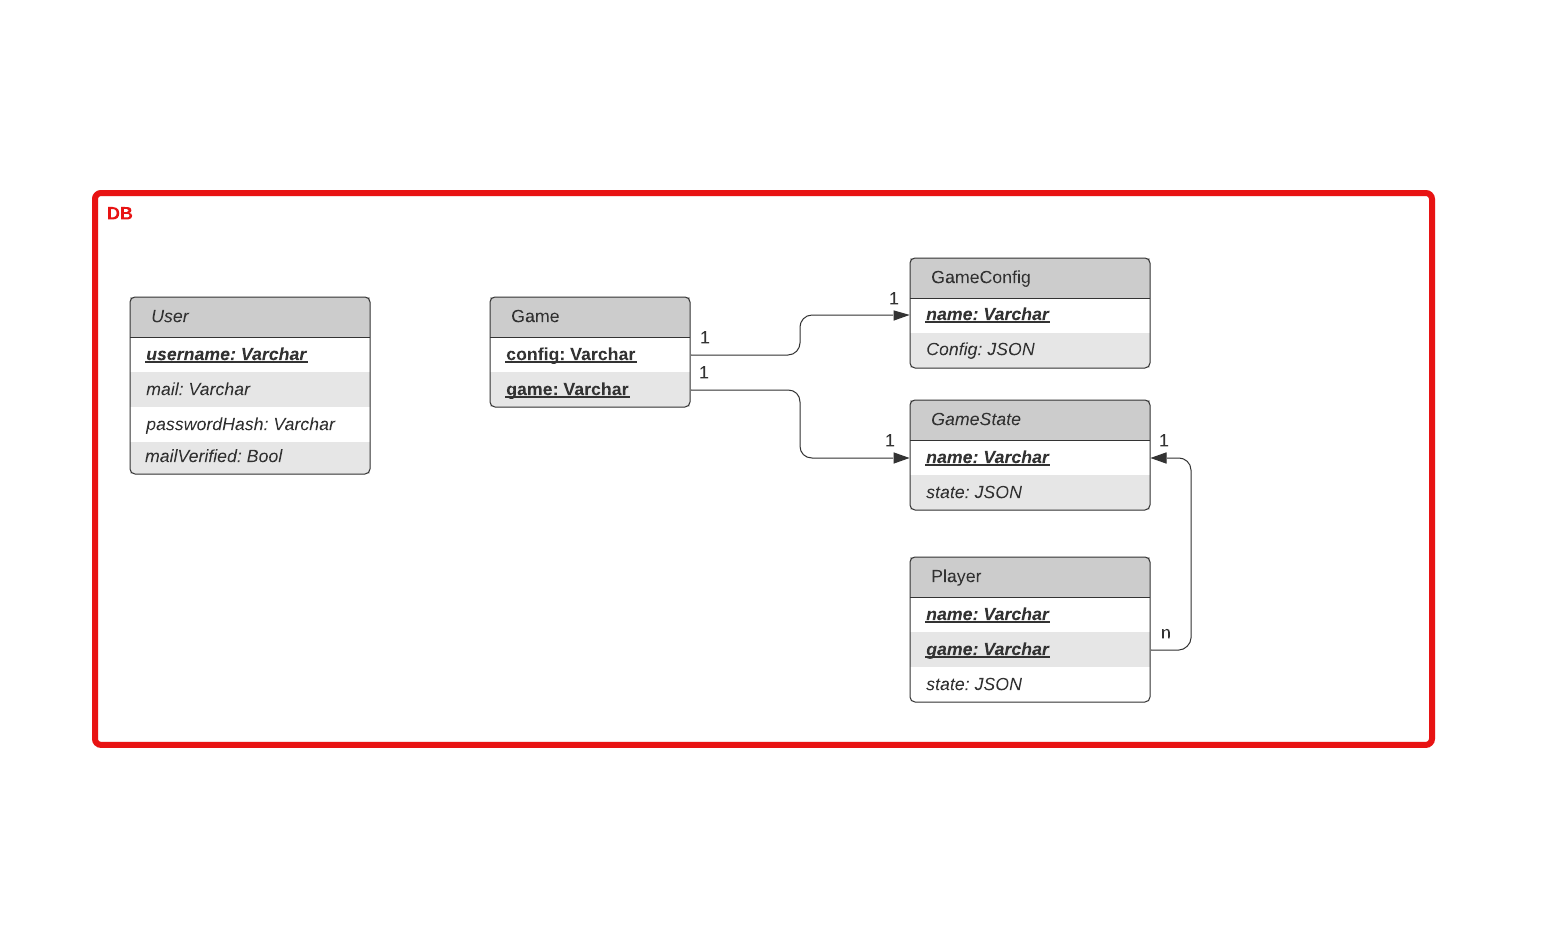 DB
User
username: Varchar
mail: Varchar
passwordHash: Varchar
mailVerified: Bool
Game
config: Varchar
game: Varchar
1
1
GameConfig
name: Varchar
Config: JSON
1
GameState
name: Varchar
state: JSON
1
1
Player
name: Varchar
game: Varchar
state: JSON
n